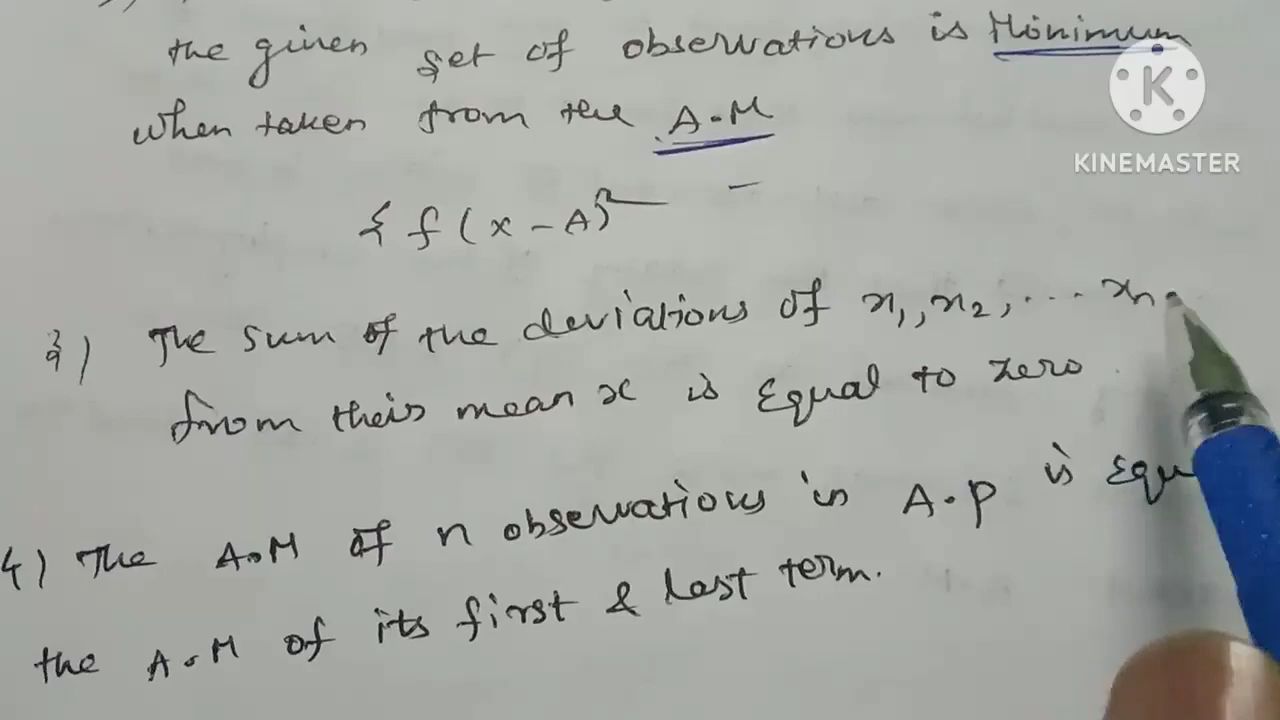 the given set of observations is Minimum
when taken from the A.M
K
KINEMASTER
{ f(x - A)²
3) The sum of the deviations of x1, x2, ... xn
from their mean x is Equal to zero
4) The A.M of n observations in A.P is Equ
the A.M of its first & last term.